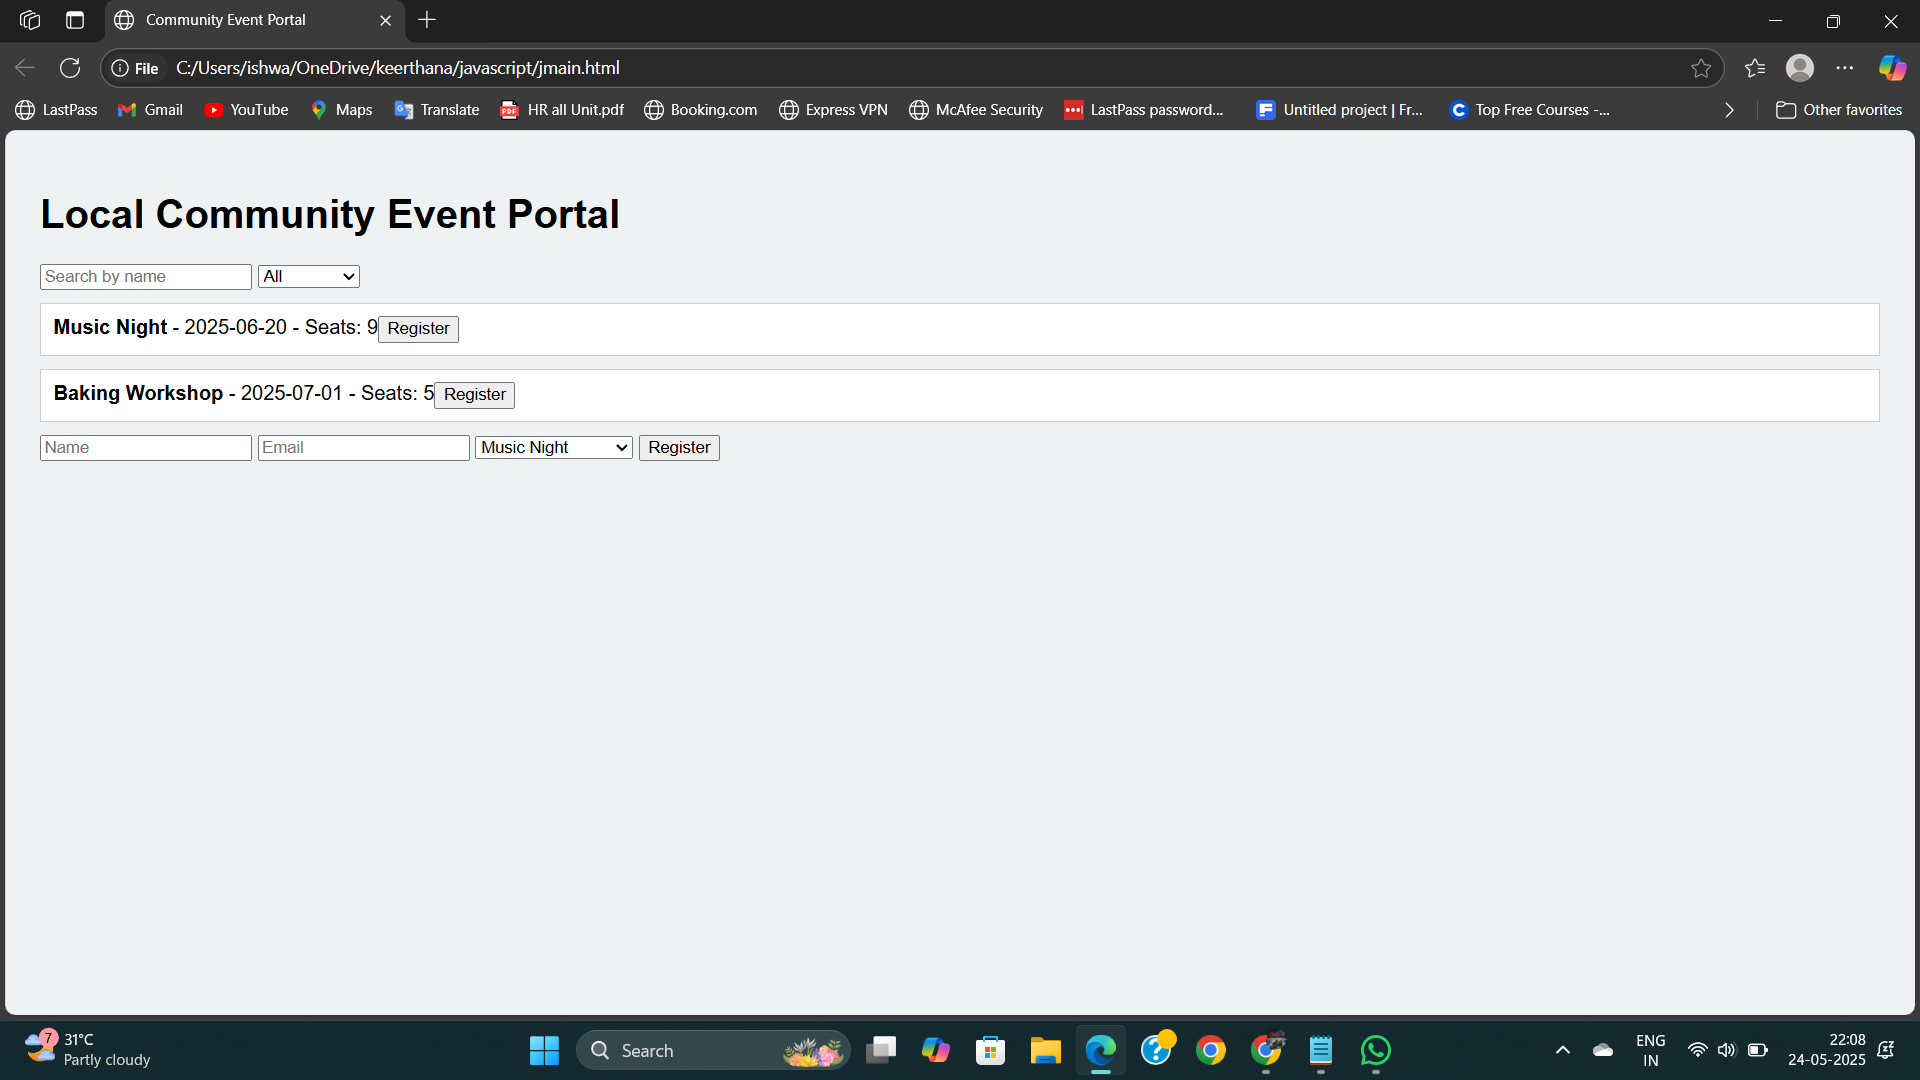 Community Event Portal
File C:/Users/ishwa/OneDrive/keerthana/javascript/jmain.html
LastPass Gmail YouTube Maps Translate HR all Unit.pdf Booking.com Express VPN McAfee Security LastPass password... Untitled project | Fr... Top Free Courses -... Other favorites
Local Community Event Portal
Search by name All
Music Night - 2025-06-20 - Seats: 9 Register
Baking Workshop - 2025-07-01 - Seats: 5 Register
Name Email Music Night Register
7 31°C
Partly cloudy
Search
ENG
IN
22:08
24-05-2025